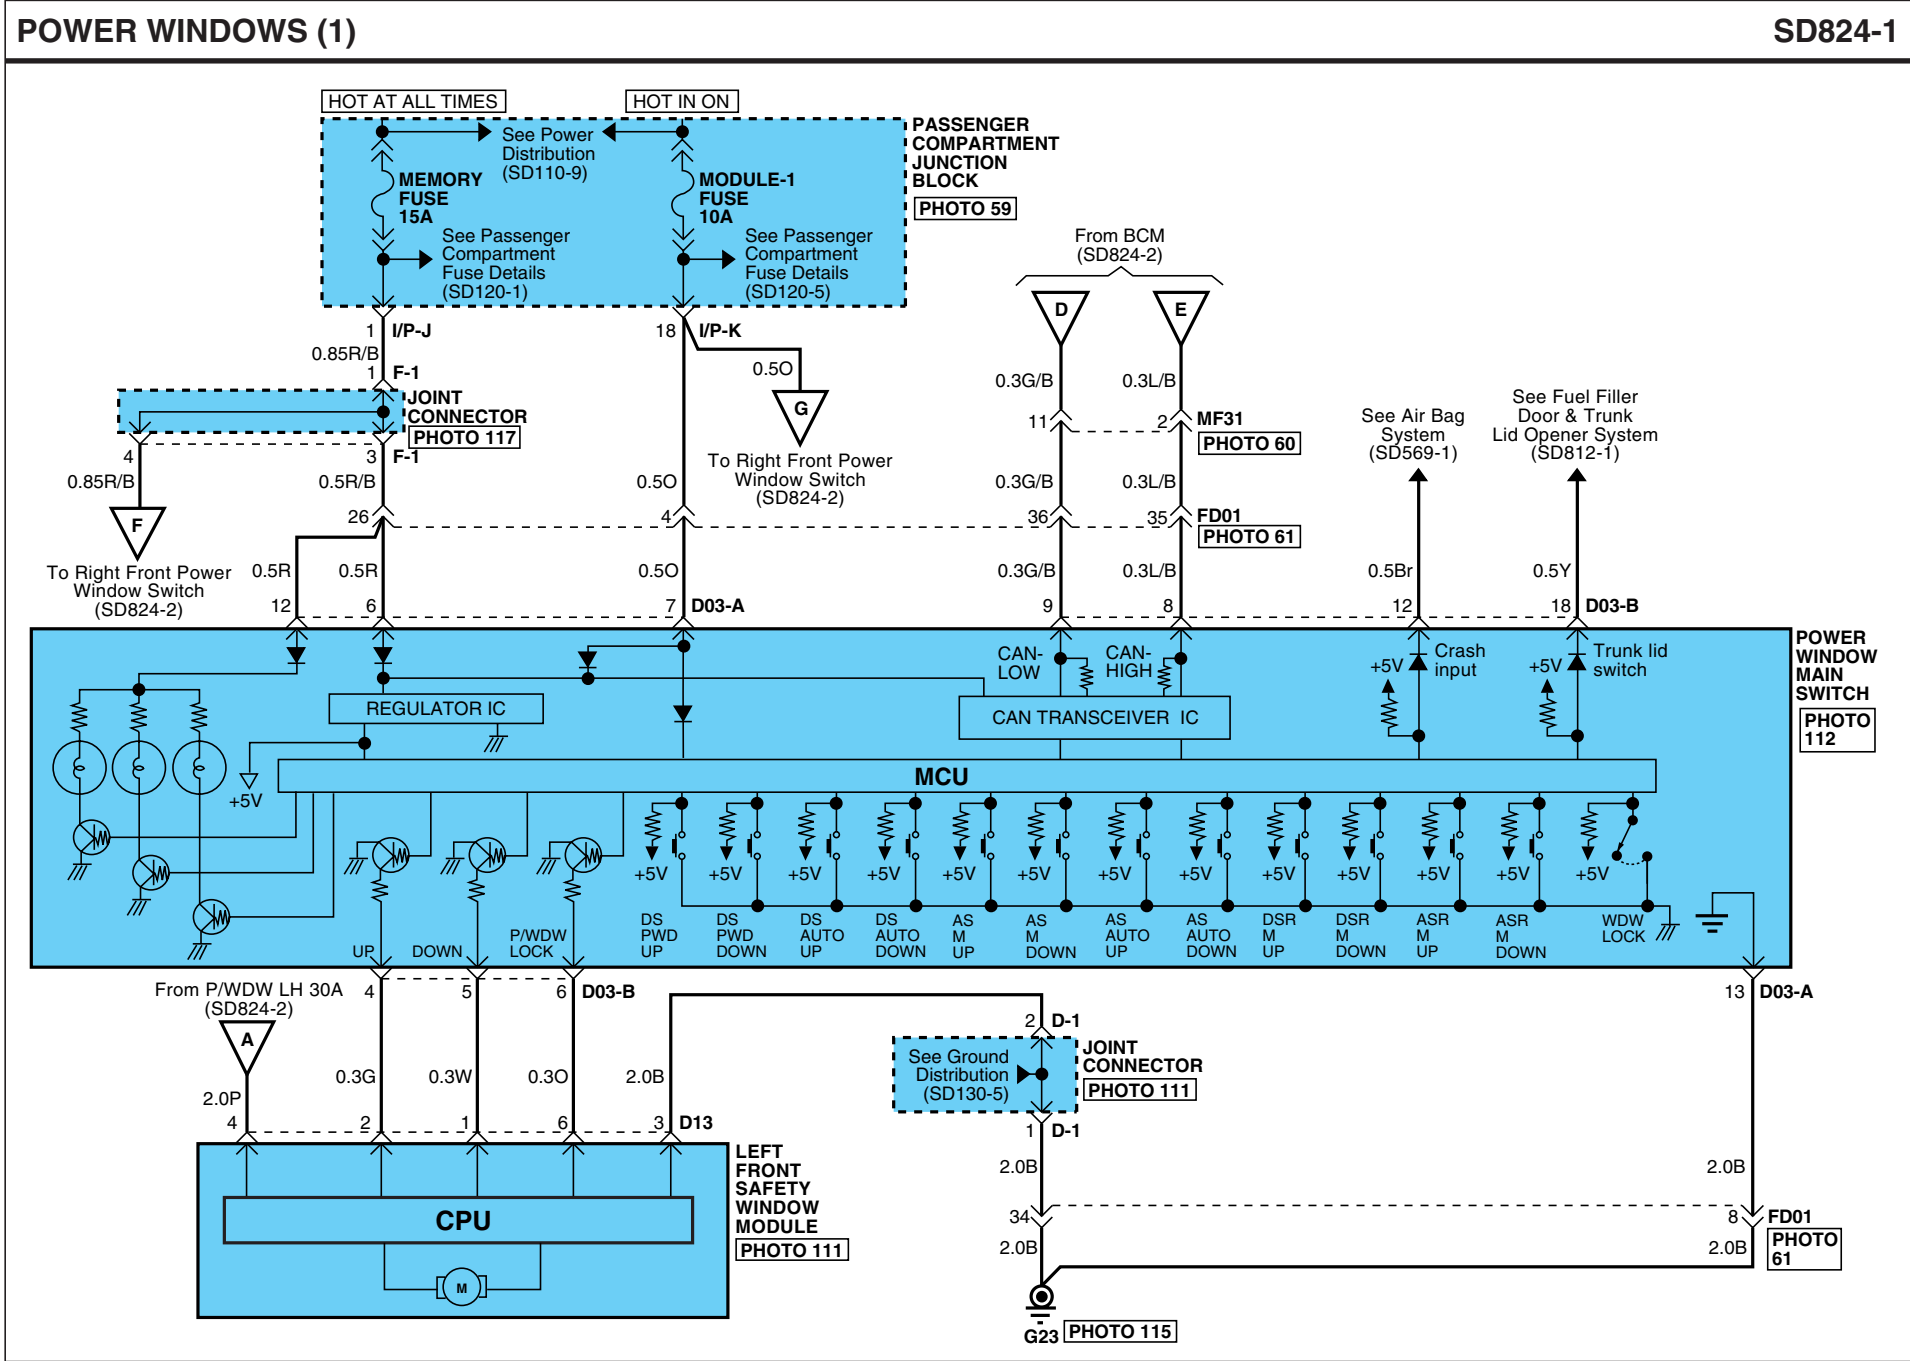 POWER WINDOWS (1)
SD824-1
HOT AT ALL TIMES
HOT IN ON
See Power
Distribution
(SD110-9)
MEMORY
FUSE
15A
MODULE-1
FUSE
10A
See Passenger
Compartment
Fuse Details
(SD120-1)
See Passenger
Compartment
Fuse Details
(SD120-5)
PASSENGER
COMPARTMENT
JUNCTION
BLOCK
PHOTO 59
From BCM
(SD824-2)
D
E
1 I/P-J
18 I/P-K
0.85R/B
1 F-1
0.5O
G
To Right Front Power
Window Switch
(SD824-2)
JOINT
CONNECTOR
PHOTO 117
4
3 F-1
0.85R/B
0.5R/B
0.5O
F
To Right Front Power
Window Switch
(SD824-2)
0.3G/B
0.3L/B
11
2 MF31
PHOTO 60
0.3G/B
0.3L/B
See Air Bag
System
(SD569-1)
See Fuel Filler
Door & Trunk
Lid Opener System
(SD812-1)
26
4
36
35 FD01
PHOTO 61
0.5R
0.5R
0.5O
0.3G/B
0.3L/B
0.5Br
0.5Y
12
6
7 D03-A
9
8
12
18 D03-B
POWER
WINDOW
MAIN
SWITCH
PHOTO
112
CAN-
LOW
CAN-
HIGH
+5V
Crash
input
+5V
Trunk lid
switch
REGULATOR IC
CAN TRANSCEIVER IC
+5V
MCU
+5V
+5V
+5V
+5V
+5V
+5V
+5V
+5V
+5V
+5V
+5V
+5V
+5V
UP
DOWN
P/WDW
LOCK
DS
PWD
UP
DS
PWD
DOWN
DS
AUTO
UP
DS
AUTO
DOWN
AS
M
UP
AS
M
DOWN
AS
AUTO
UP
AS
AUTO
DOWN
DSR
M
UP
DSR
M
DOWN
ASR
M
UP
ASR
M
DOWN
WDW
LOCK
From P/WDW LH 30A
(SD824-2)
A
4
5
6 D03-B
13 D03-A
2 D-1
See Ground
Distribution
(SD130-5)
JOINT
CONNECTOR
PHOTO 111
1 D-1
2.0P
0.3G
0.3W
0.3O
2.0B
4
2
1
6
3 D13
LEFT
FRONT
SAFETY
WINDOW
MODULE
PHOTO 111
CPU
M
2.0B
2.0B
34
8 FD01
PHOTO
61
2.0B
2.0B
G23
PHOTO 115